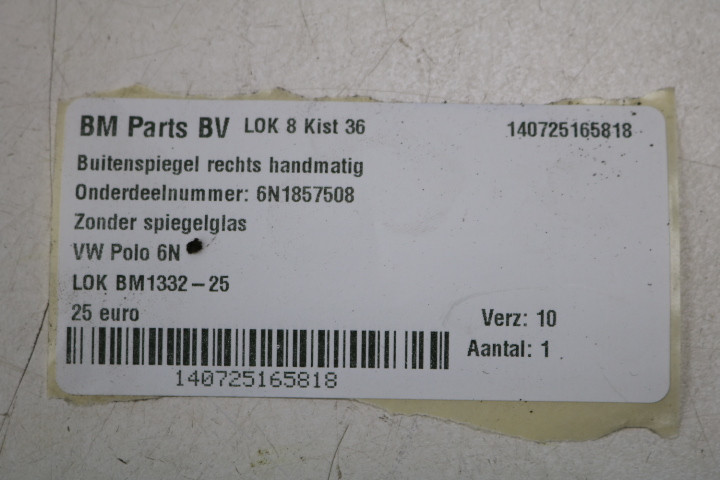 BM Parts BV LOK 8 Kist 36 140725165818
Buitenspiegel rechts handmatig
Onderdeelnummer: 6N1857508
Zonder spiegelglas
VW Polo 6N
LOK BM1332-25
25 euro Verz: 10
Aantal: 1
140725165818